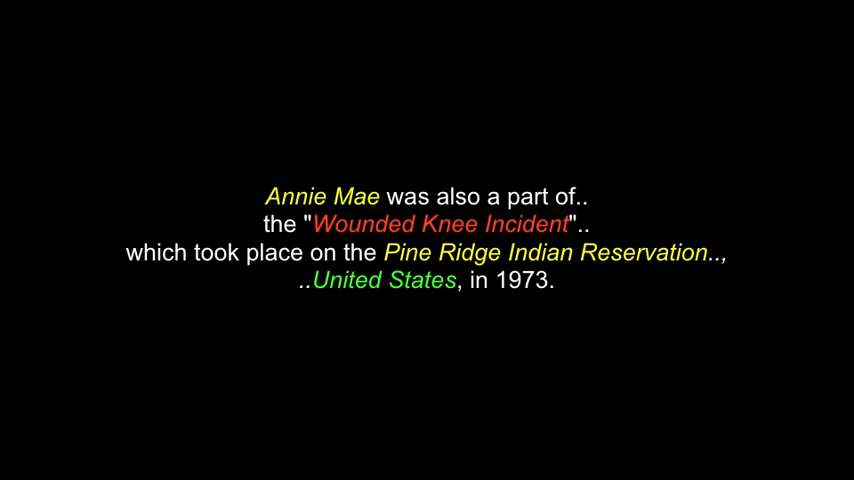 Annie Mae was also a part of..
the "Wounded Knee Incident"..
which took place on the Pine Ridge Indian Reservation..,
..United States, in 1973.